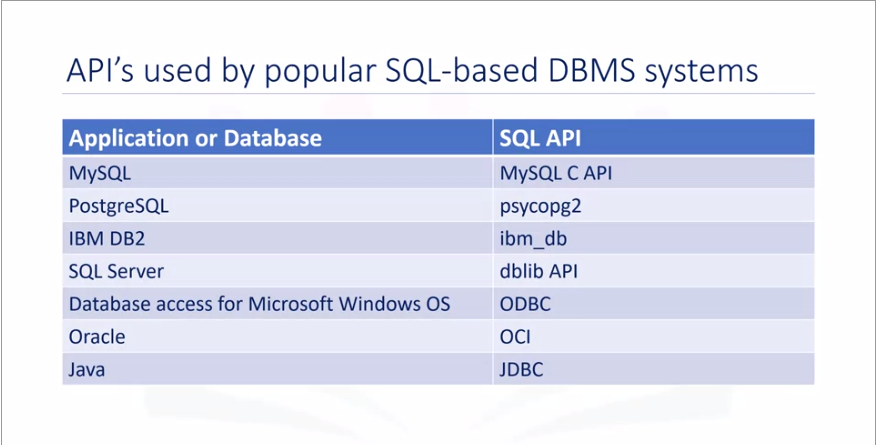 API's used by popular SQL-based DBMS systems
Application or Database SQL API
MySQL MySQL C API
PostgreSQL psycopg2
IBM DB2 ibm_db
SQL Server dblib API
Database access for Microsoft Windows OS ODBC
Oracle OCI
Java JDBC